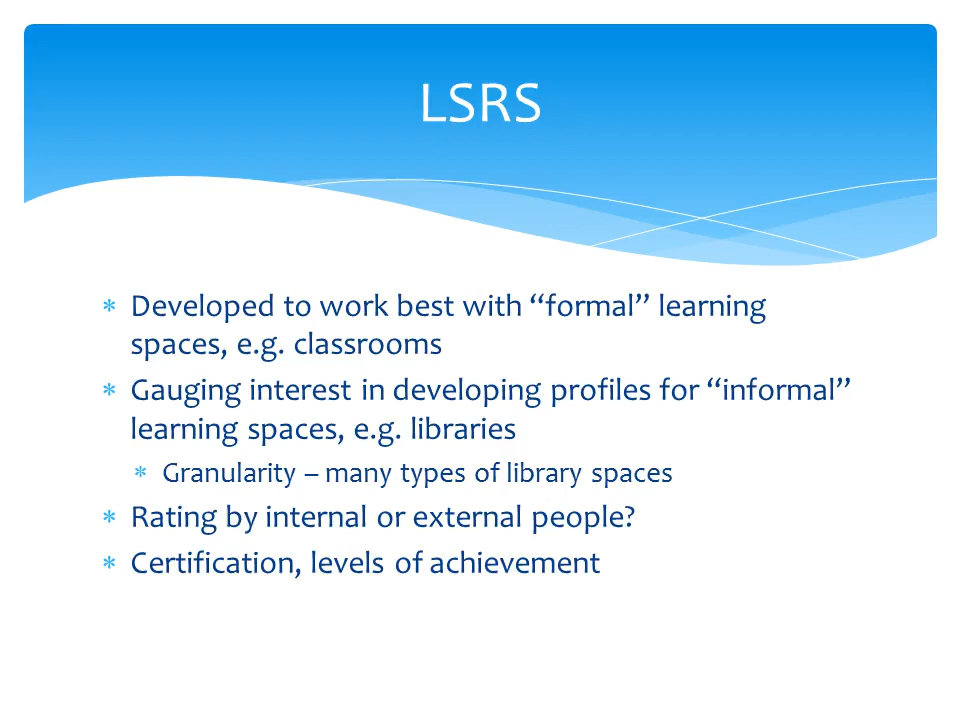 LSRS
* Developed to work best with “formal” learning
spaces, e.g. classrooms
* Gauging interest in developing profiles for “informal”
learning spaces, e.g. libraries
* Granularity – many types of library spaces
* Rating by internal or external people?
* Certification, levels of achievement